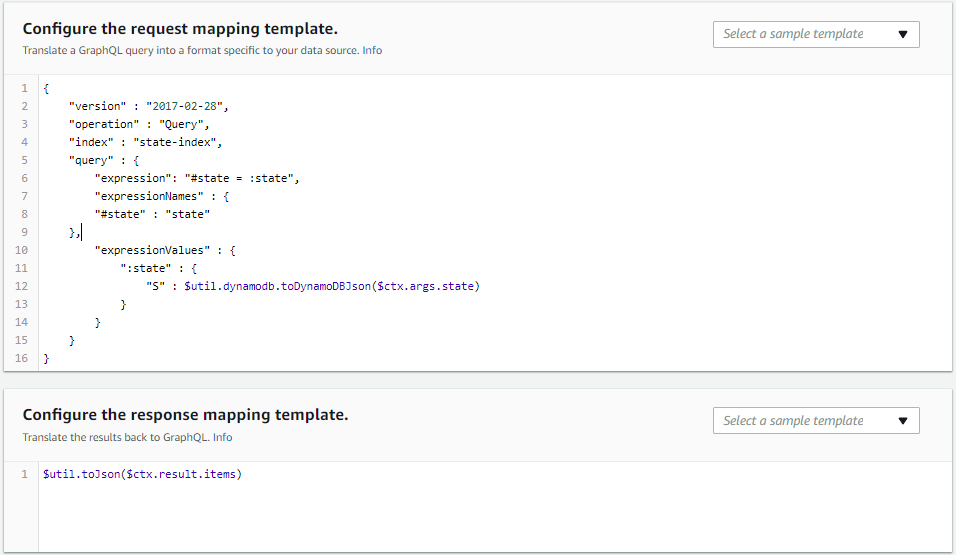 Configure the request mapping template.
Select a sample template
Translate a GraphQL query into a format specific to your data source. Info
1 {
2 "version" : "2017-02-28",
3 "operation" : "Query",
4 "index" : "state-index",
5 "query" : {
6 "expression": "#state = :state",
7 "expressionNames" : {
8 "#state" : "state"
9 },
10 "expressionValues" : {
11 ":state" : {
12 "S" : $util.dynamodb.toDynamoDBJson($ctx.args.state)
13 }
14 }
15 }
16 }
Configure the response mapping template.
Select a sample template
Translate the results back to GraphQL. Info
1 $util.toJson($ctx.result.items)